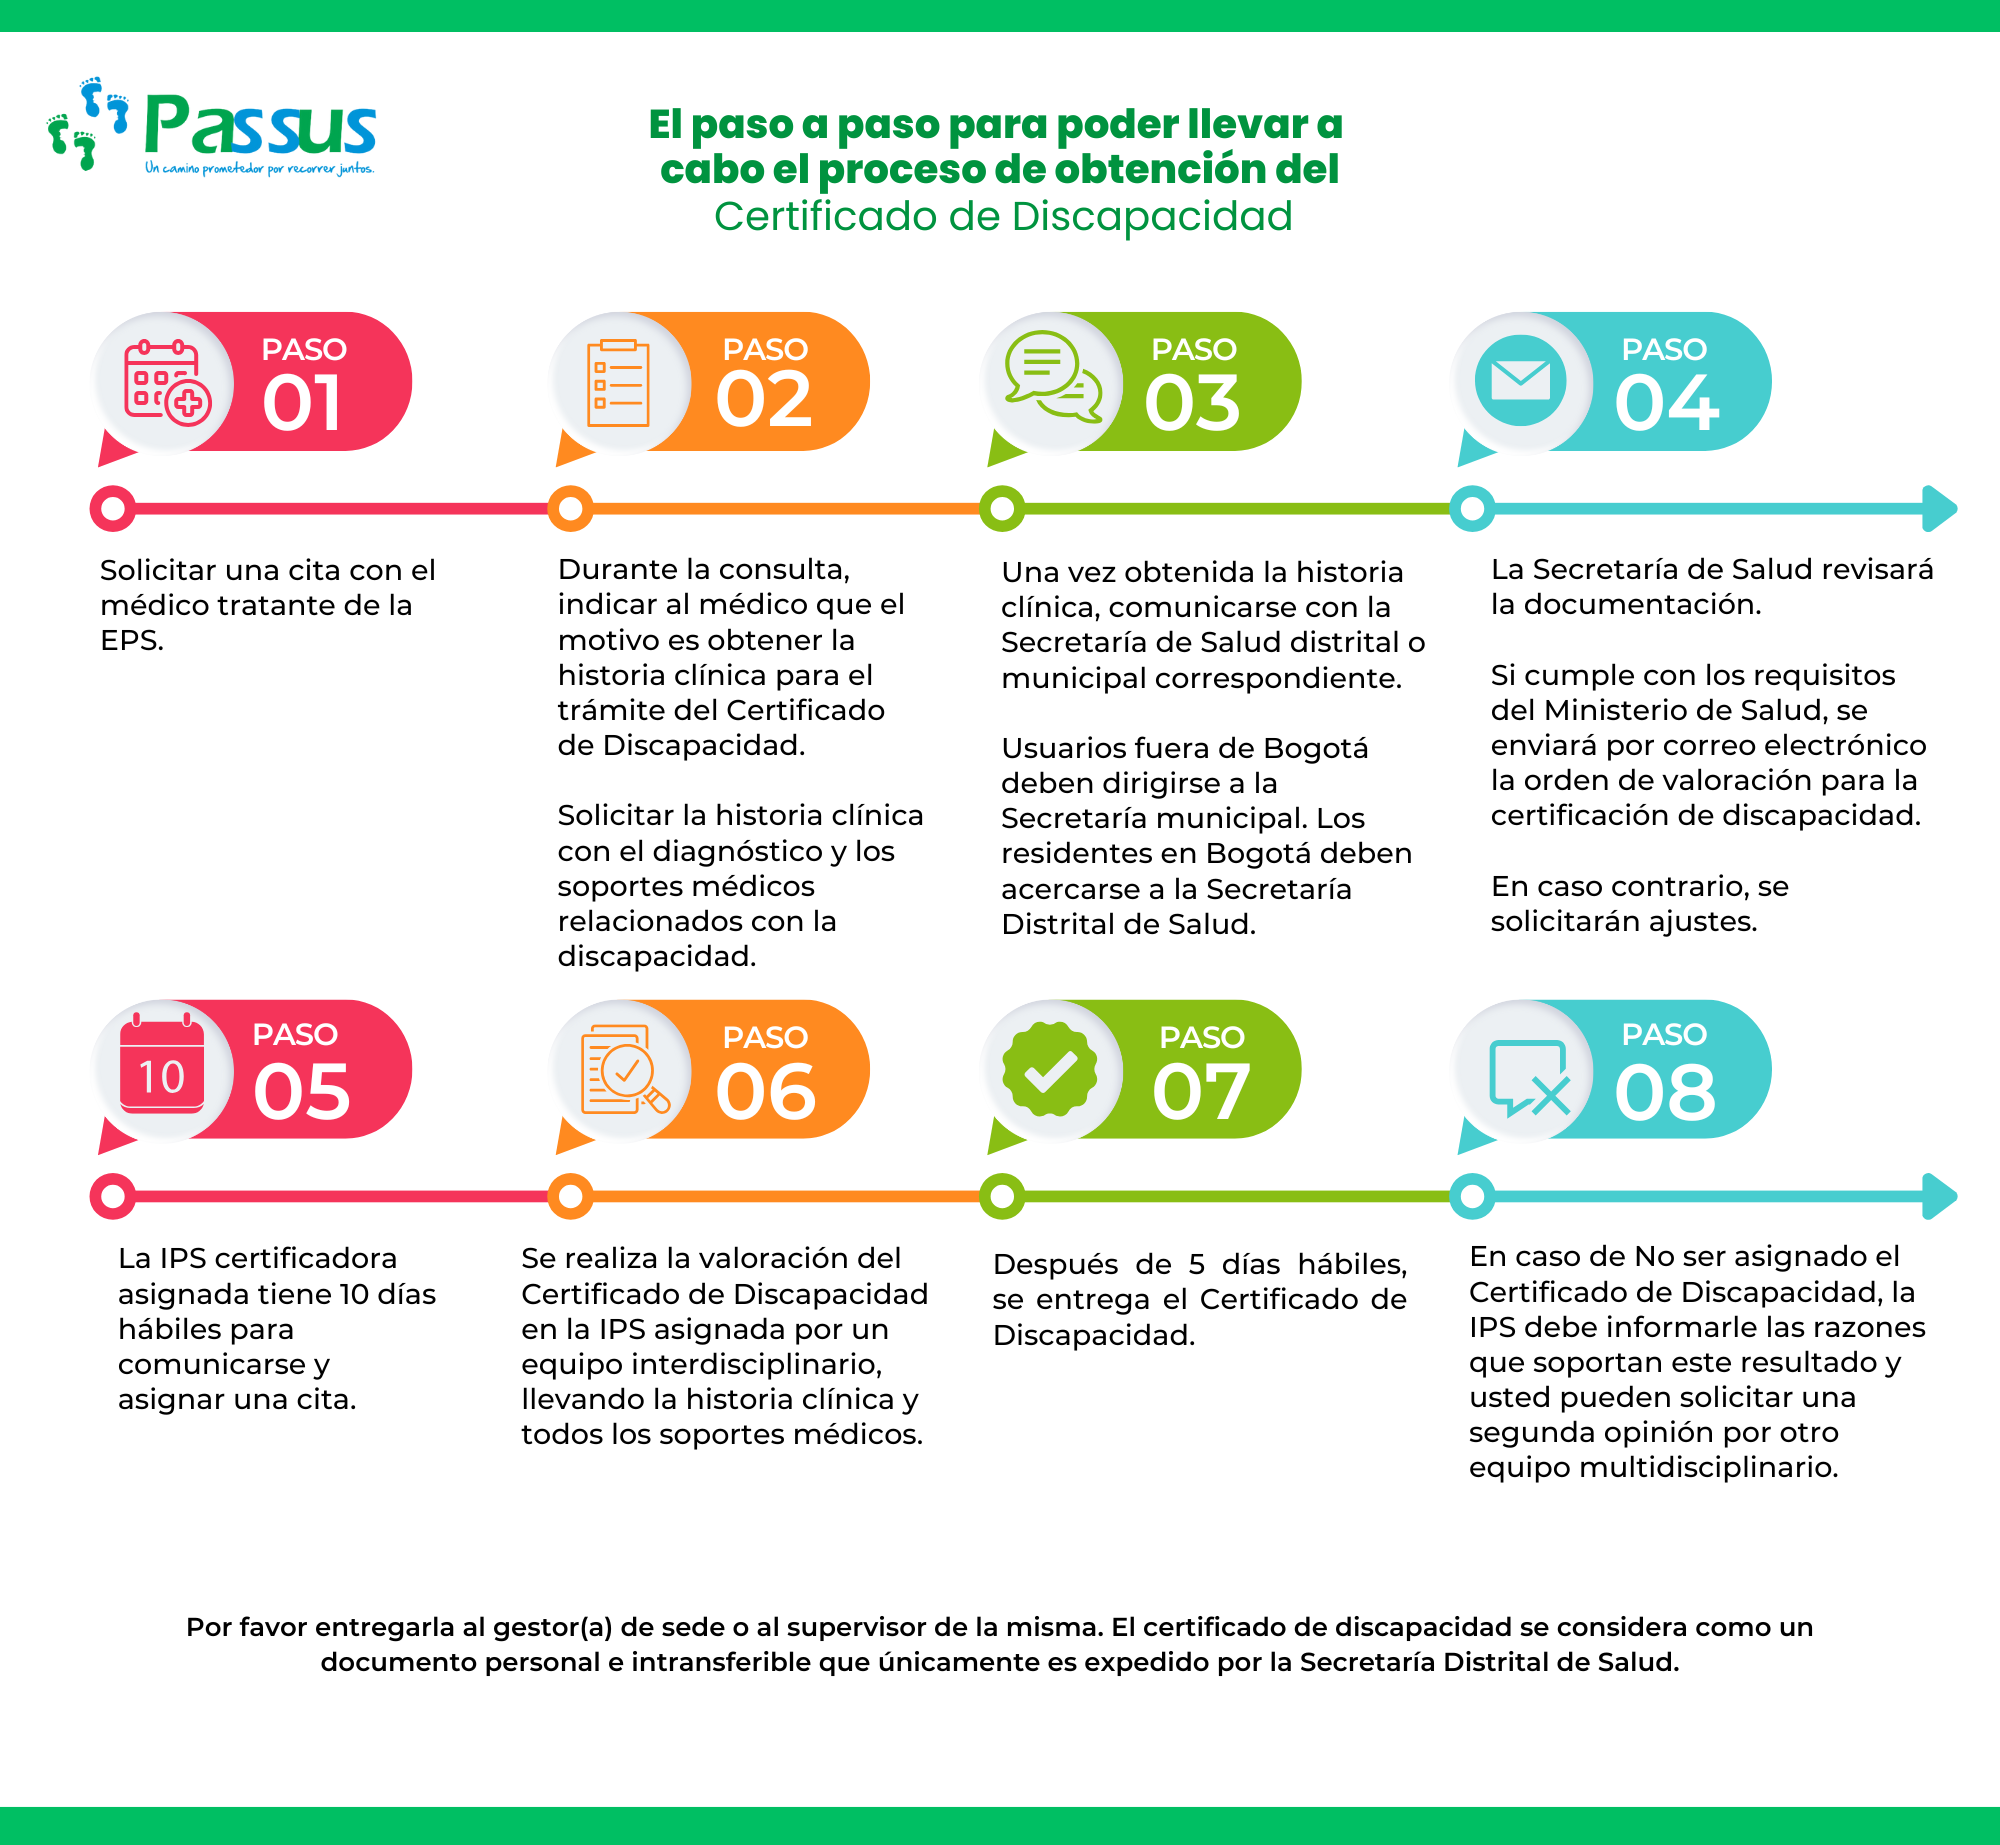 Passus
Un camino prometedor por recorrer juntos.
El paso a paso para poder llevar a
cabo el proceso de obtención del
Certificado de Discapacidad
PASO
01
PASO
02
PASO
03
PASO
04
Solicitar una cita con el
médico tratante de la
EPS.
Durante la consulta,
indicar al médico que el
motivo es obtener la
historia clínica para el
trámite del Certificado
de Discapacidad.
Solicitar la historia clínica
con el diagnóstico y los
soportes médicos
relacionados con la
discapacidad.
Una vez obtenida la historia
clínica, comunicarse con la
Secretaría de Salud distrital o
municipal correspondiente.
Usuarios fuera de Bogotá
deben dirigirse a la
Secretaría municipal. Los
residentes en Bogotá deben
acercarse a la Secretaría
Distrital de Salud.
La Secretaría de Salud revisará
la documentación.
Si cumple con los requisitos
del Ministerio de Salud, se
enviará por correo electrónico
la orden de valoración para la
certificación de discapacidad.
En caso contrario, se
solicitarán ajustes.
10
PASO
05
PASO
06
PASO
07
PASO
08
La IPS certificadora
asignada tiene 10 días
hábiles para
comunicarse y
asignar una cita.
Se realiza la valoración del
Certificado de Discapacidad
en la IPS asignada por un
equipo interdisciplinario,
llevando la historia clínica y
todos los soportes médicos.
Después de 5 días hábiles,
se entrega el Certificado de
Discapacidad.
En caso de No ser asignado el
Certificado de Discapacidad, la
IPS debe informarle las razones
que soportan este resultado y
usted pueden solicitar una
segunda opinión por otro
equipo multidisciplinario.
Por favor entregarla al gestor(a) de sede o al supervisor de la misma. El certificado de discapacidad se considera como un
documento personal e intransferible que únicamente es expedido por la Secretaría Distrital de Salud.